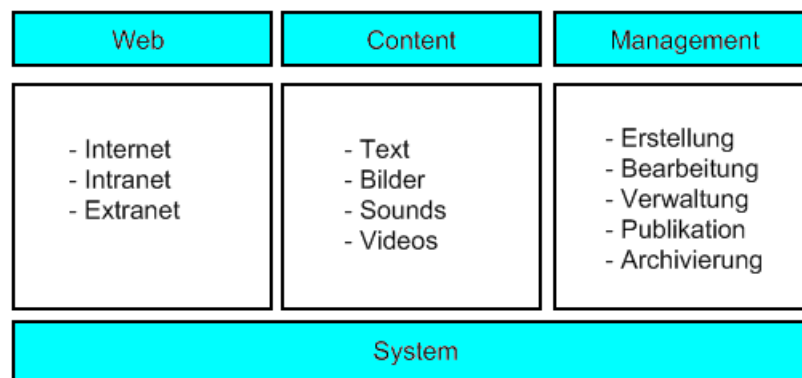 Web
Content
Management
- Internet
- Intranet
- Extranet
- Text
- Bilder
- Sounds
- Videos
- Erstellung
- Bearbeitung
- Verwaltung
- Publikation
- Archivierung
System